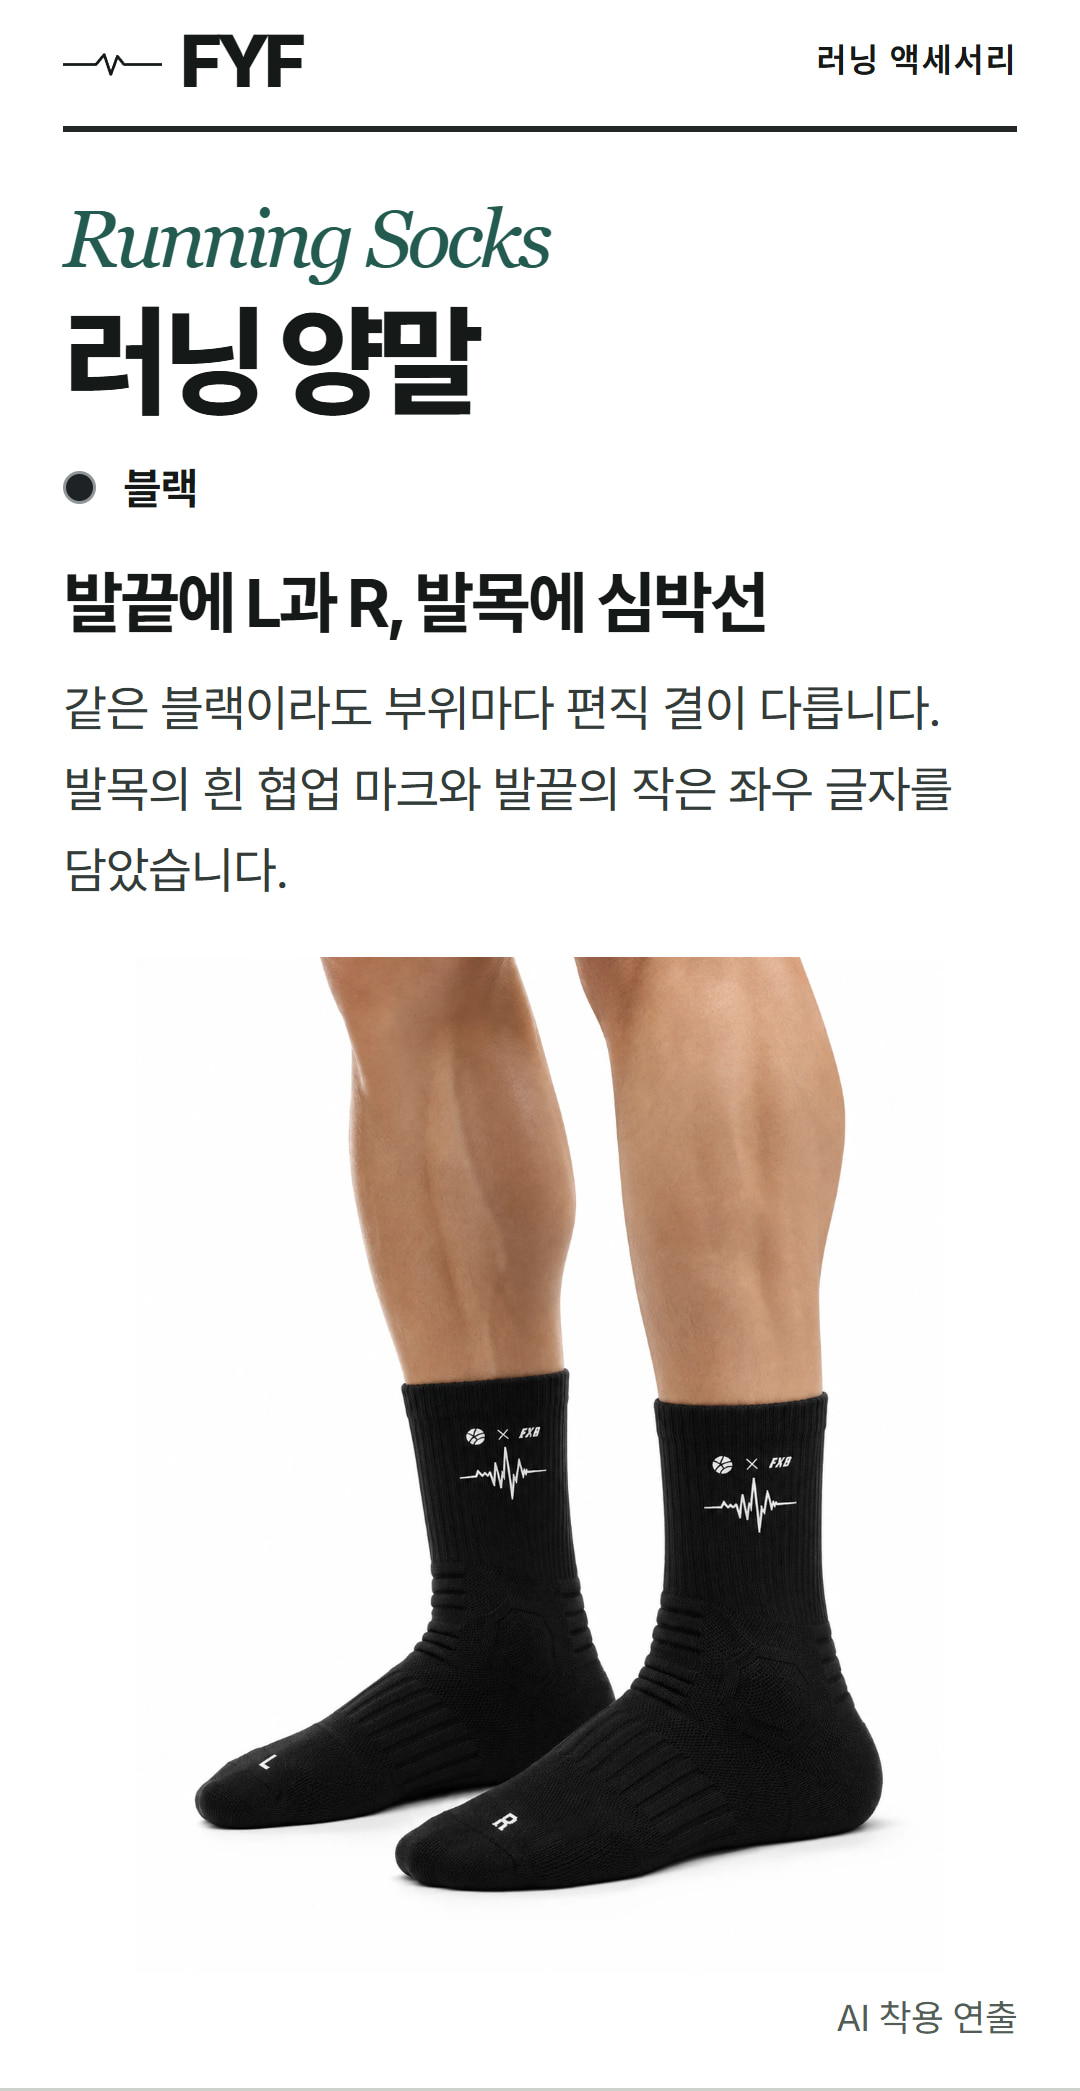 FYF
러닝 액세서리
Running Socks
러닝 양말
블랙
발끝에 L과 R, 발목에 심박선
같은 블랙이라도 부위마다 편직 결이 다릅니다.
발목의 흰 협업 마크와 발끝의 작은 좌우 글자를
담았습니다.
× FXB
× FXB
L
R
AI 착용 연출